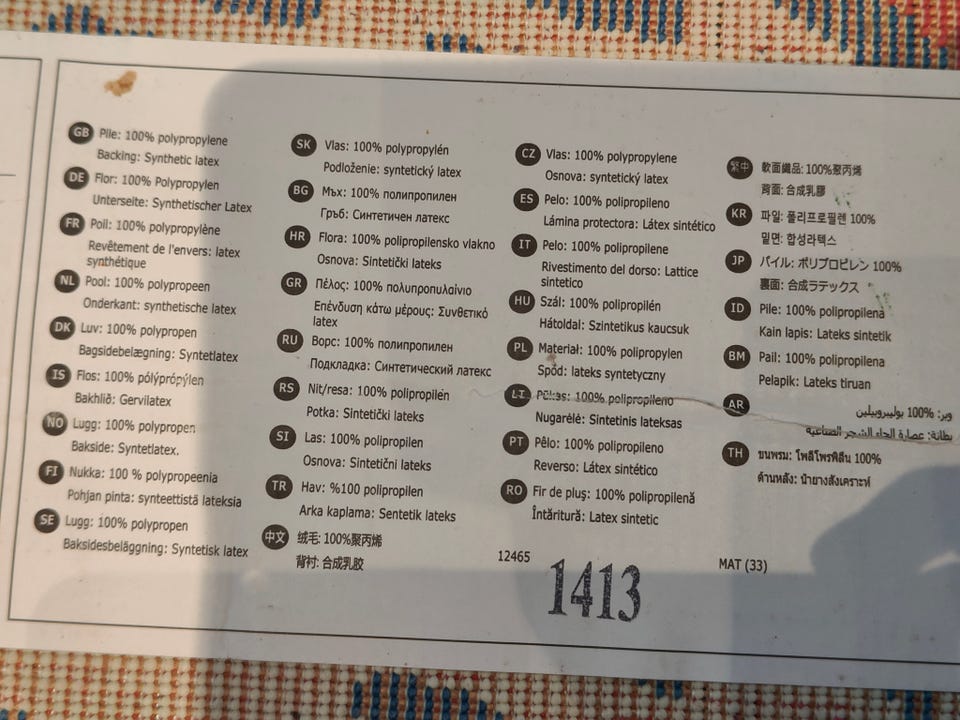 GB Pile: 100% polypropylene
Backing: Synthetic latex
DE Flor: 100% Polypropylen
Unterseite: Synthetischer Latex
FR Poil: 100% polypropylène
Revêtement de l'envers: latex
synthétique
NL Pool: 100% polypropeen
Onderkant: synthetische latex
DK Luv: 100% polypropen
Bagsidebelægning: Syntetlatex
IS Flos: 100% pólýprópýlen
Bakhlið: Gervilatex
NO Lugg: 100% polypropen
Bakside: Syntetlatex.
FI Nukka: 100 % polypropeenia
Pohjan pinta: synteettistä lateksia
SE Lugg: 100% polypropen
Baksidesbeläggning: Syntetisk latex
SK Vlas: 100% polypropylén
Podloženie: syntetický latex
BG Мъх: 100% полипропилен
Гръб: Синтетичен латекс
HR Flora: 100% polipropilensko vlakno
Osnova: Sintetički lateks
GR Πέλος: 100% πολυπροπυλαίνιο
Επένδυση κάτω μέρους: Συνθετικό
latex
RU Ворс: 100% полипропилен
Подкладка: Синтетический латекс
RS Nit/resa: 100% polipropilen
Potka: Sintetički lateks
SI Las: 100% polipropilen
Osnova: Sintetični lateks
TR Hav: %100 polipropilen
Arka kaplama: Sentetik lateks
中文 绒毛: 100%聚丙烯
背衬: 合成乳胶
CZ Vlas: 100% polypropylene
Osnova: syntetický latex
ES Pelo: 100% polipropileno
Lámina protectora: Látex sintético
IT Pelo: 100% polipropilene
Rivestimento del dorso: Lattice
sintetico
HU Szál: 100% polipropilén
Hátoldal: Szintetikus kaucsuk
PL Materiał: 100% polipropylen
Spód: lateks syntetyczny
LT Pūkas: 100% polipropileno
Nugarėlė: Sintetinis lateksas
PT Pêlo: 100% polipropileno
Reverso: Látex sintético
RO Fir de pluş: 100% polipropilenă
Întăritură: Latex sintetic
繁中 軟面織品: 100%聚丙烯
背面: 合成乳膠
KR 파일: 폴리프로필렌 100%
밑면: 합성라텍스
JP パイル: ポリプロピレン 100%
裏面: 合成ラテックス
ID Pile: 100% polipropilena
Kain lapis: Lateks sintetik
BM Pail: 100% polipropilena
Pelapik: Lateks tiruan
AR وبر: 100% بوليبروبيلين
بطانة: عصارة لحاء الشجر الصناعية
TH ขนพรม: โพลีโพรพิลีน 100%
ด้านหลัง: น้ำยางสังเคราะห์
12465
1413
MAT (33)